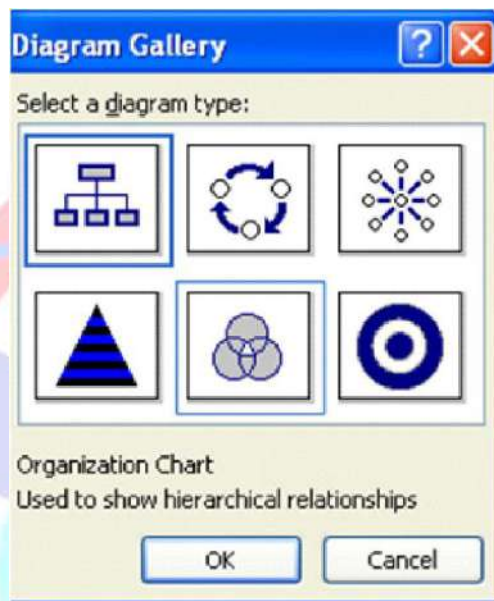 Diagram Gallery
Select a diagram type:
Organization Chart
Used to show hierarchical relationships
OK
Cancel